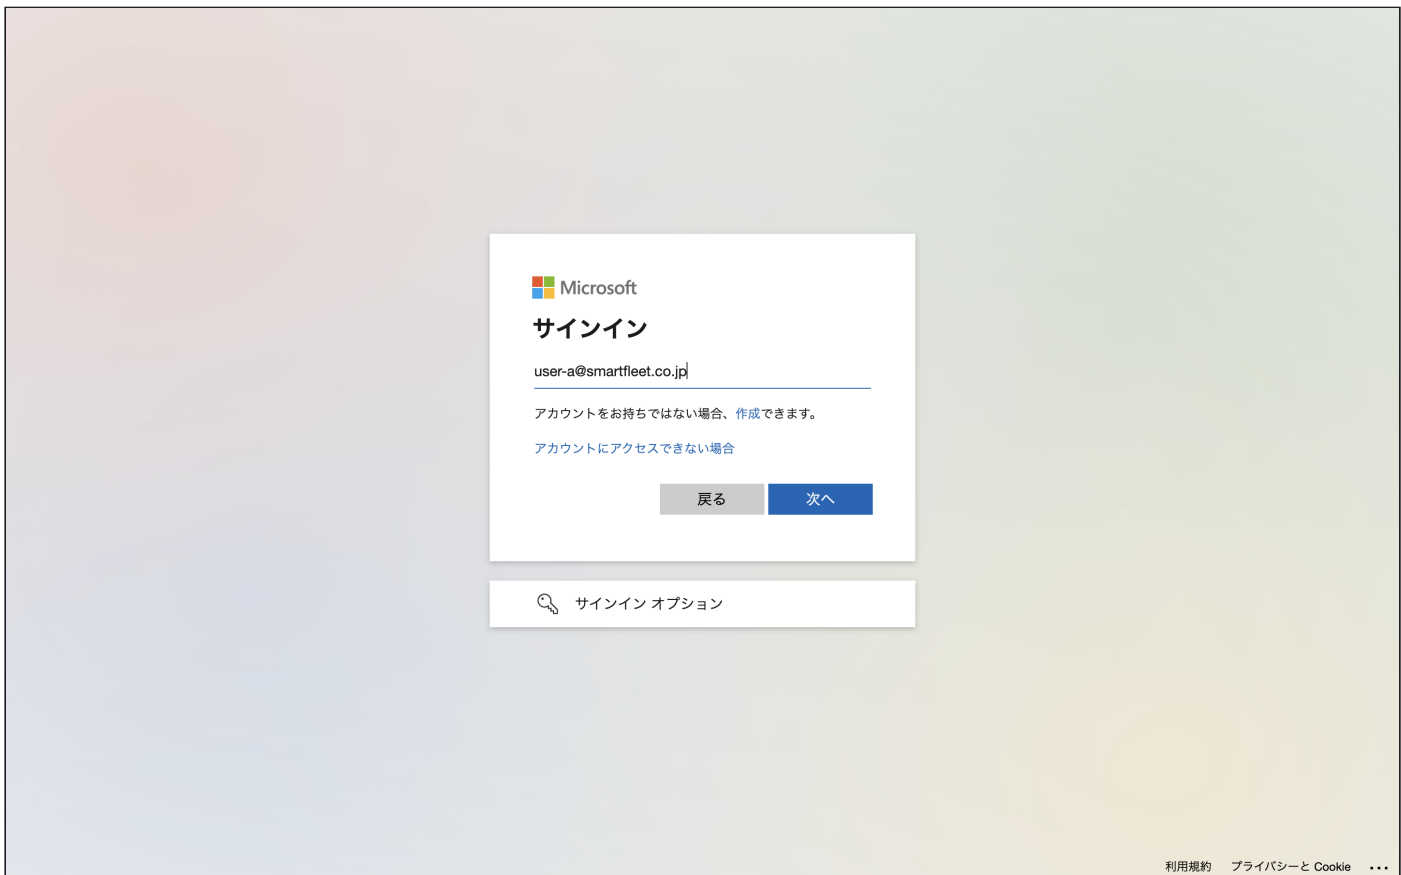 Microsoft
サインイン
user-a@smartfleet.co.jp
アカウントをお持ちではない場合、作成できます。
アカウントにアクセスできない場合
戻る 次へ
サインイン オプション
利用規約 プライバシーと Cookie ...